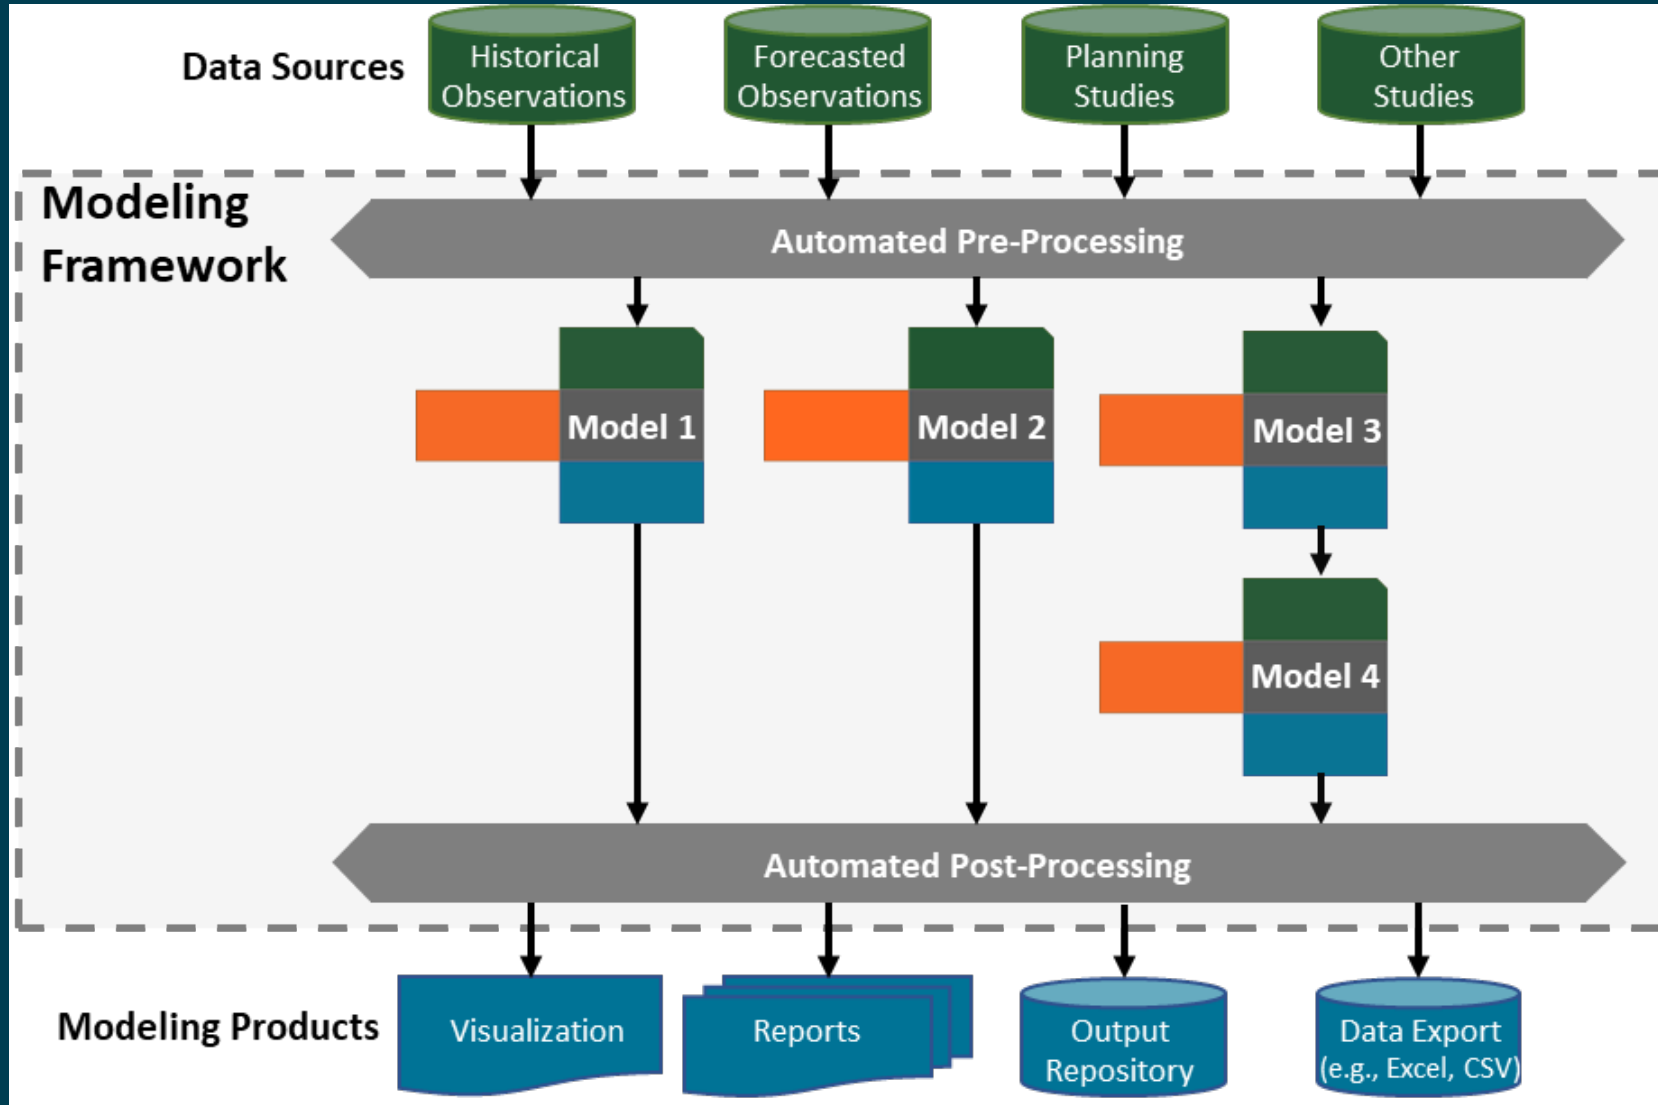 Data Sources
Historical
Observations
Forecasted
Observations
Planning
Studies
Other
Studies
Modeling
Framework
Automated Pre-Processing
Model 1
Model 2
Model 3
Model 4
Automated Post-Processing
Modeling Products
Visualization
Reports
Output
Repository
Data Export
(e.g., Excel, CSV)